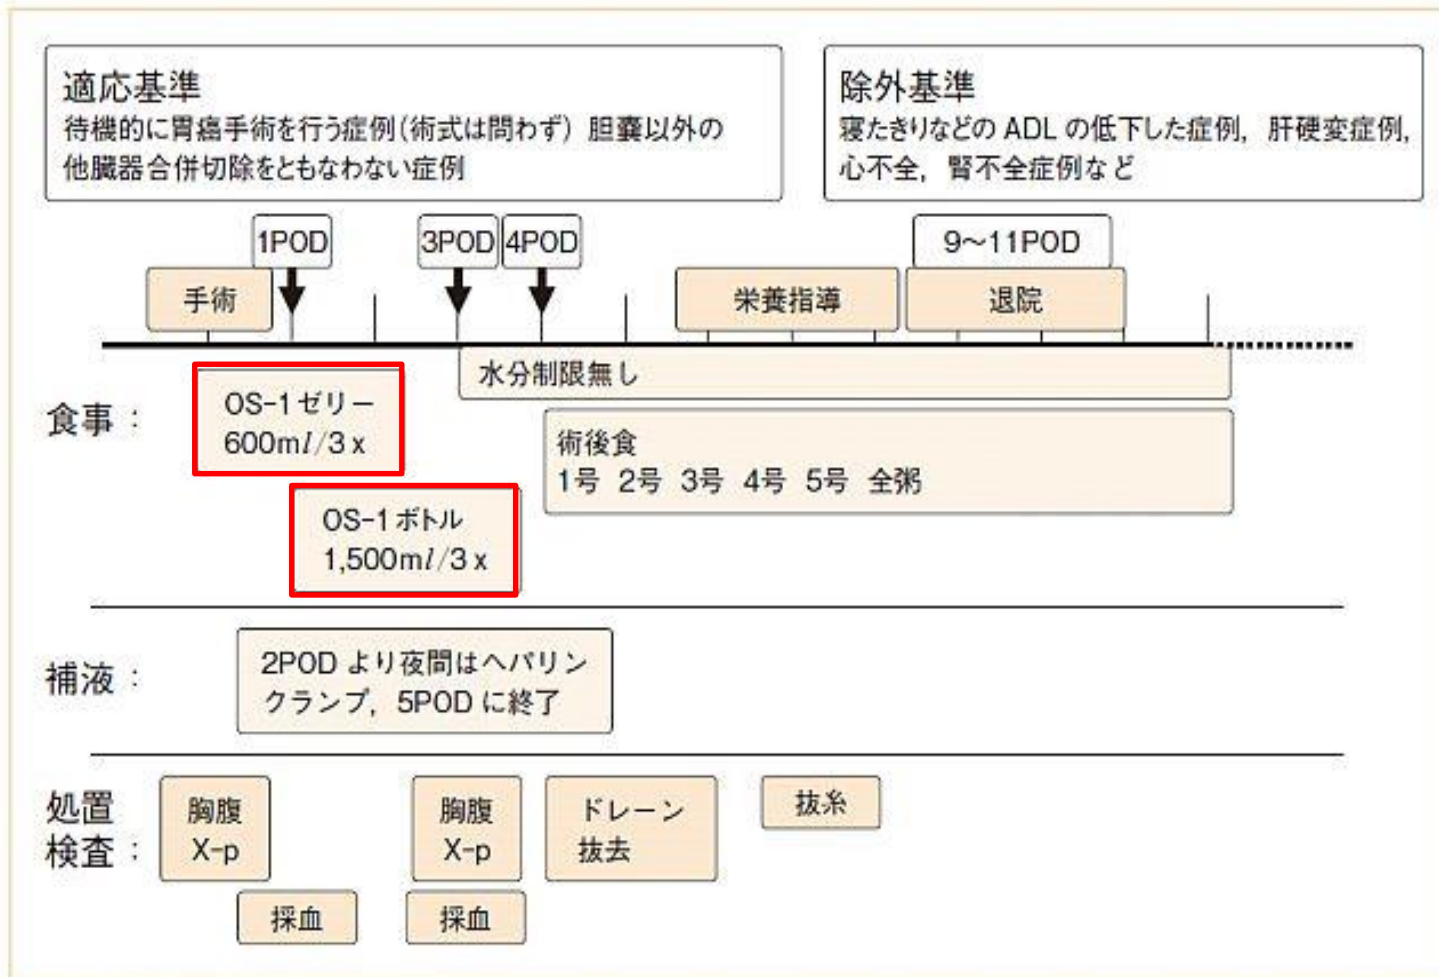 適応基準
待機的に胃癌手術を行う症例(術式は問わず) 胆嚢以外の
他臓器合併切除をともなわない症例
除外基準
寝たきりなどの ADL の低下した症例, 肝硬変症例,
心不全, 腎不全症例など
1POD
3POD
4POD
9〜11POD
手術
栄養指導
退院
食事:
水分制限無し
OS-1ゼリー
600ml/3x
術後食
1号 2号 3号 4号 5号 全粥
OS-1ボトル
1,500ml/3x
補液:
2POD より夜間はヘパリン
クランプ, 5POD に終了
処置
検査:
胸腹
X-p
胸腹
X-p
ドレーン
抜去
抜糸
採血
採血